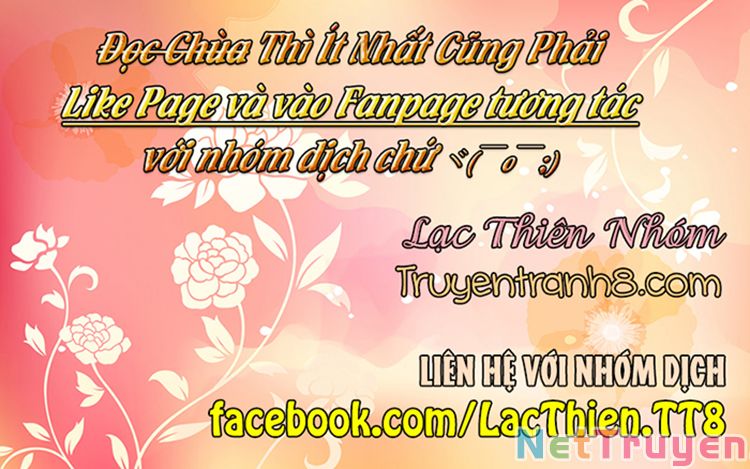 Đọc Chùa Thì Ít Nhất Cũng Phải
Like Page và vào Fanpage tương tác
với nhóm dịch chứ ヾ(￣o￣;)
Lạc Thiên Nhóm
Truyentranh8.com
LIÊN HỆ VỚI NHÓM DỊCH
facebook.com/LacThien.TT8
NetTruyen